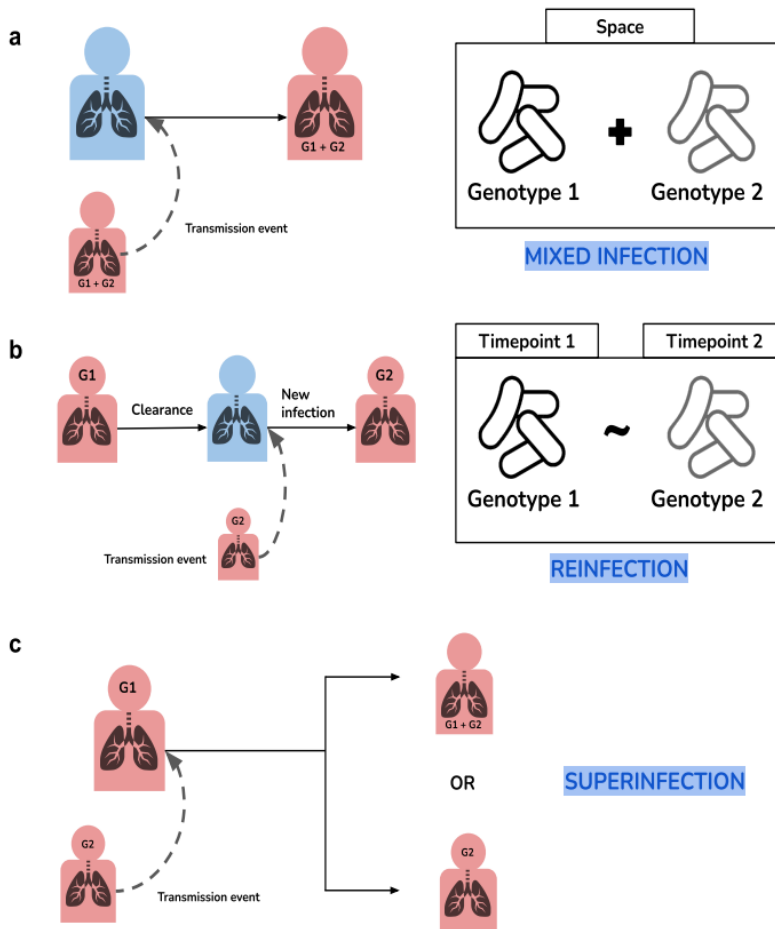 a
Space
G1 + G2
Genotype 1
Genotype 2
Transmission event
G1 + G2
MIXED INFECTION
b
Timepoint 1
Timepoint 2
G1
Clearance
New
infection
G2
Genotype 1
~
Genotype 2
G2
Transmission event
REINFECTION
c
G1
G1 + G2
OR
SUPERINFECTION
G2
G2
Transmission event